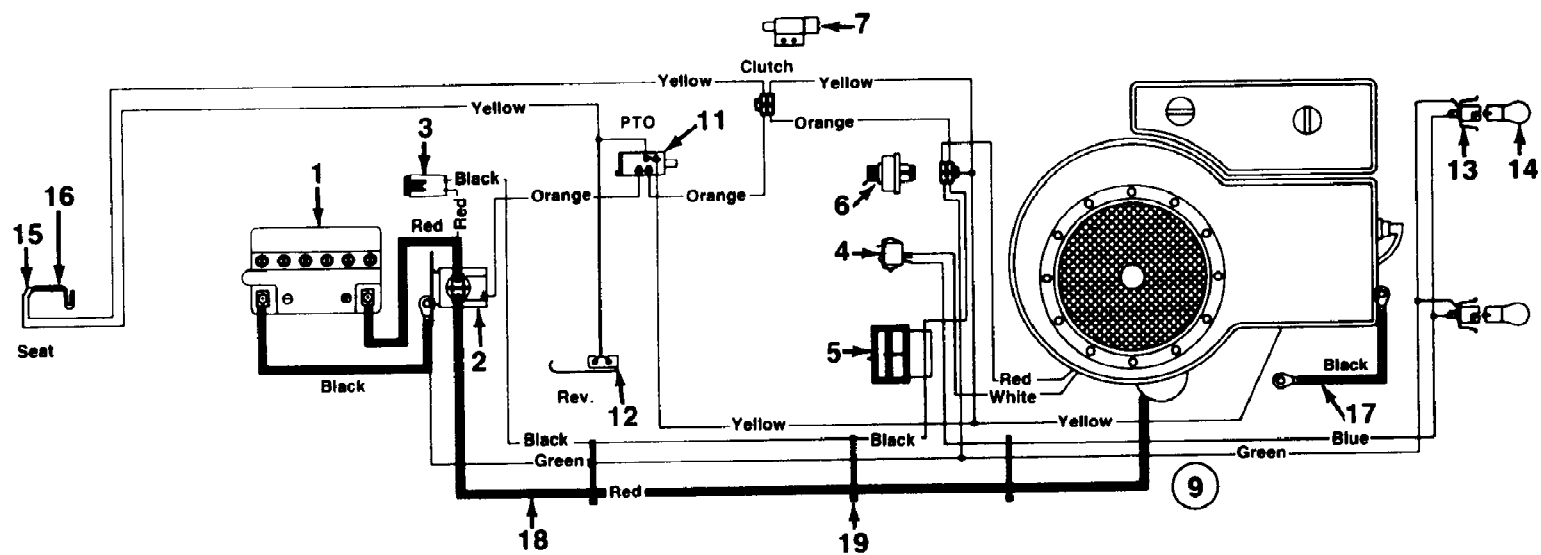 7
Clutch
Yellow
Yellow
Yellow
PTO
11
Orange
3
1
16
15
Black
Red
Orange
Orange
Red
6
4
13
14
Seat
2
5
Black
Rev.
12
Red
White
Black
17
Yellow
Yellow
Black
Black
Blue
Green
Green
Red
9
18
19